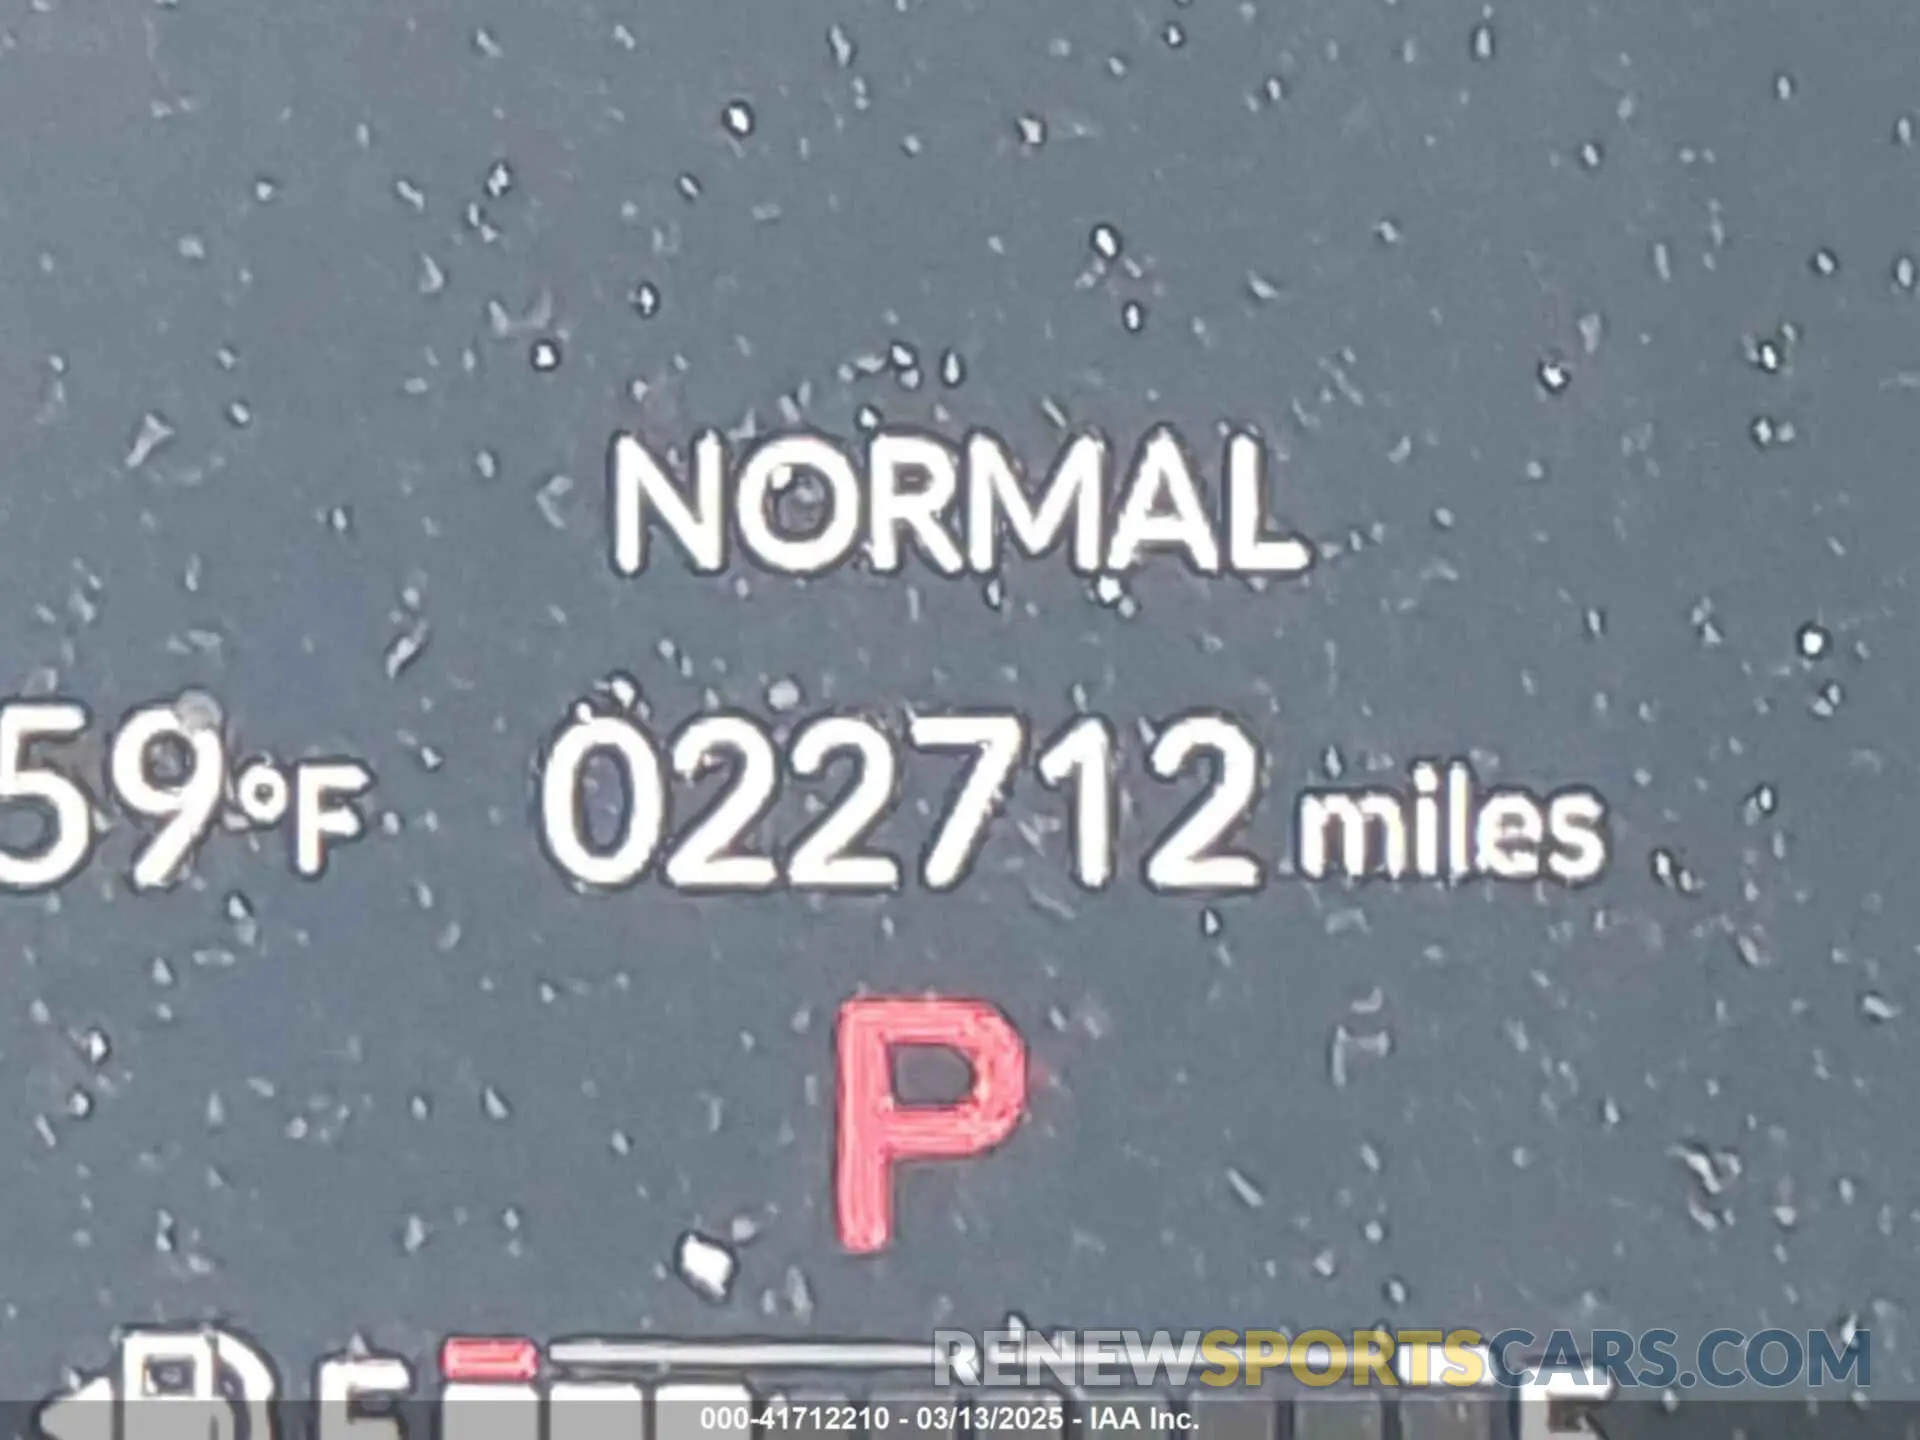 NORMAL
59°F 022712 miles
P
E F
RENEWSPORTSCARS.COM
000-41712210 - 03/13/2025 - IAA Inc.